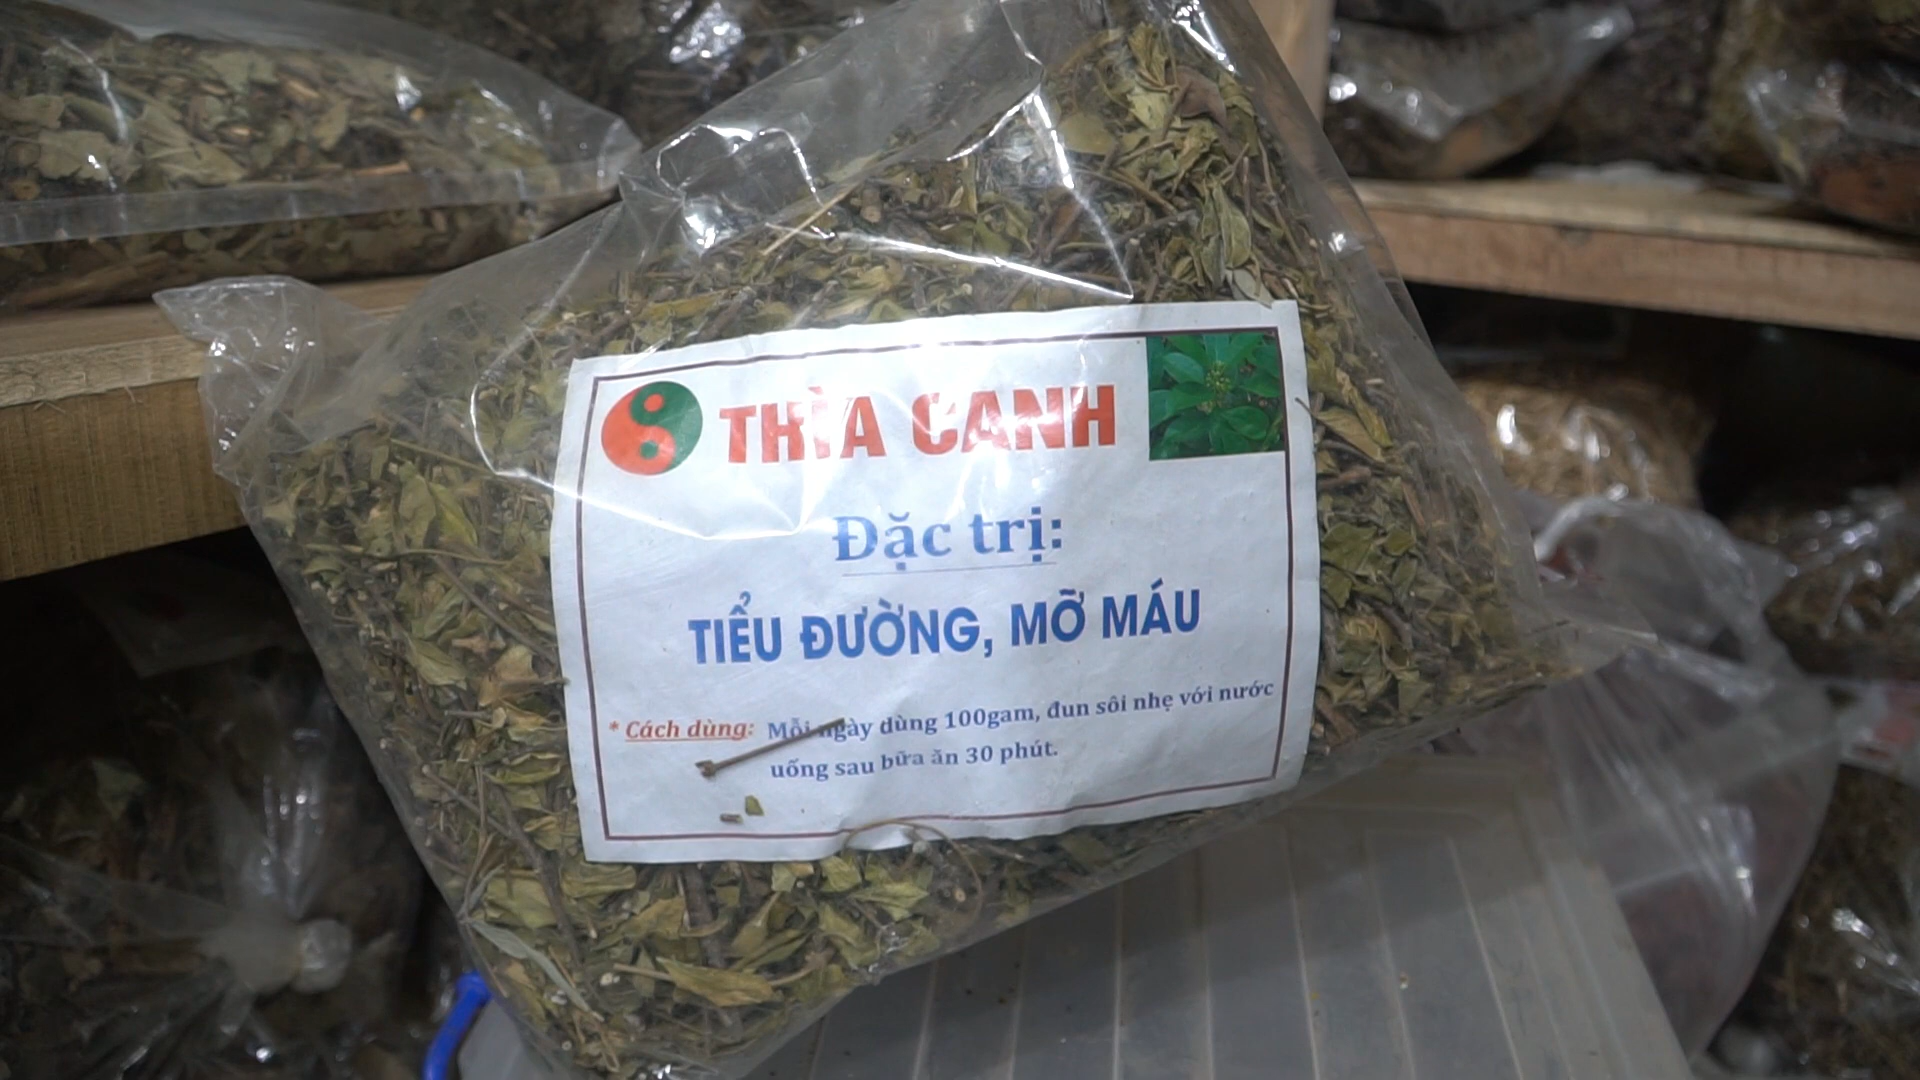 THÌA CANH
Đặc trị:
TIỂU ĐƯỜNG, MỠ MÁU
* Cách dùng: Mỗi ngày dùng 100gam, đun sôi nhẹ với nước
uống sau bữa ăn 30 phút.